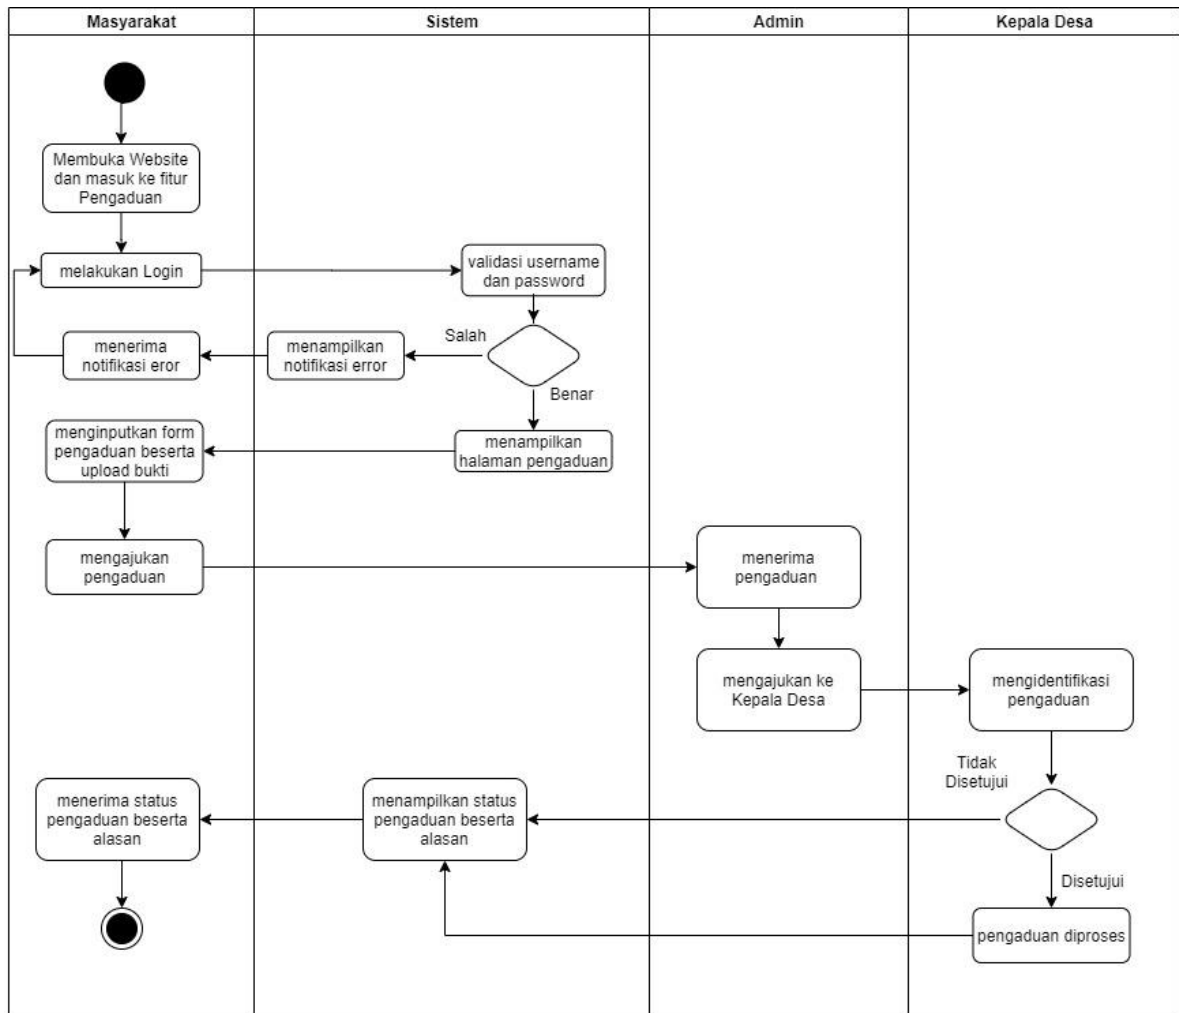 Masyarakat
Sistem
Admin
Kepala Desa
Membuka Website
dan masuk ke fitur
Pengaduan
melakukan Login
validasi username
dan password
Salah
menerima
notifikasi eror
menampilkan
notifikasi error
Benar
menginputkan form
pengaduan beserta
upload bukti
menampilkan
halaman pengaduan
mengajukan
pengaduan
menerima
pengaduan
mengajukan ke
Kepala Desa
mengidentifikasi
pengaduan
Tidak
Disetujui
menerima status
pengaduan beserta
alasan
menampilkan status
pengaduan beserta
alasan
Disetujui
pengaduan diproses